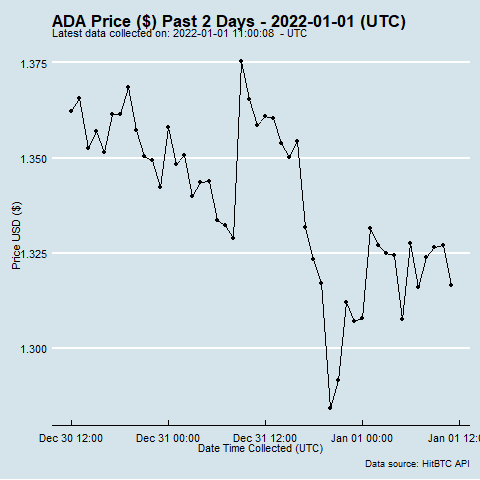 ADA Price ($) Past 2 Days - 2022-01-01 (UTC)
Latest data collected on: 2022-01-01 11:00:08  - UTC
1.375
1.350
1.325
1.300
Price USD ($)
Dec 30 12:00 Dec 31 00:00 Dec 31 12:00 Jan 01 00:00 Jan 01 12:0
Date Time Collected (UTC)
Data source: HitBTC API